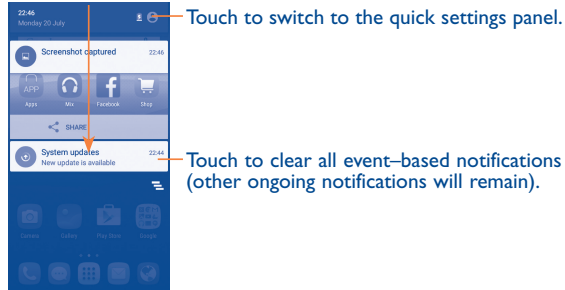 22:46
Monday 20 July
Touch to switch to the quick settings panel.
Screenshot captured 22:46
APP
Apps Mix Facebook Shop
SHARE
System updates 22:44
New update is available
Touch to clear all event–based notifications
(other ongoing notifications will remain).
Camera Gallery Play Store Google